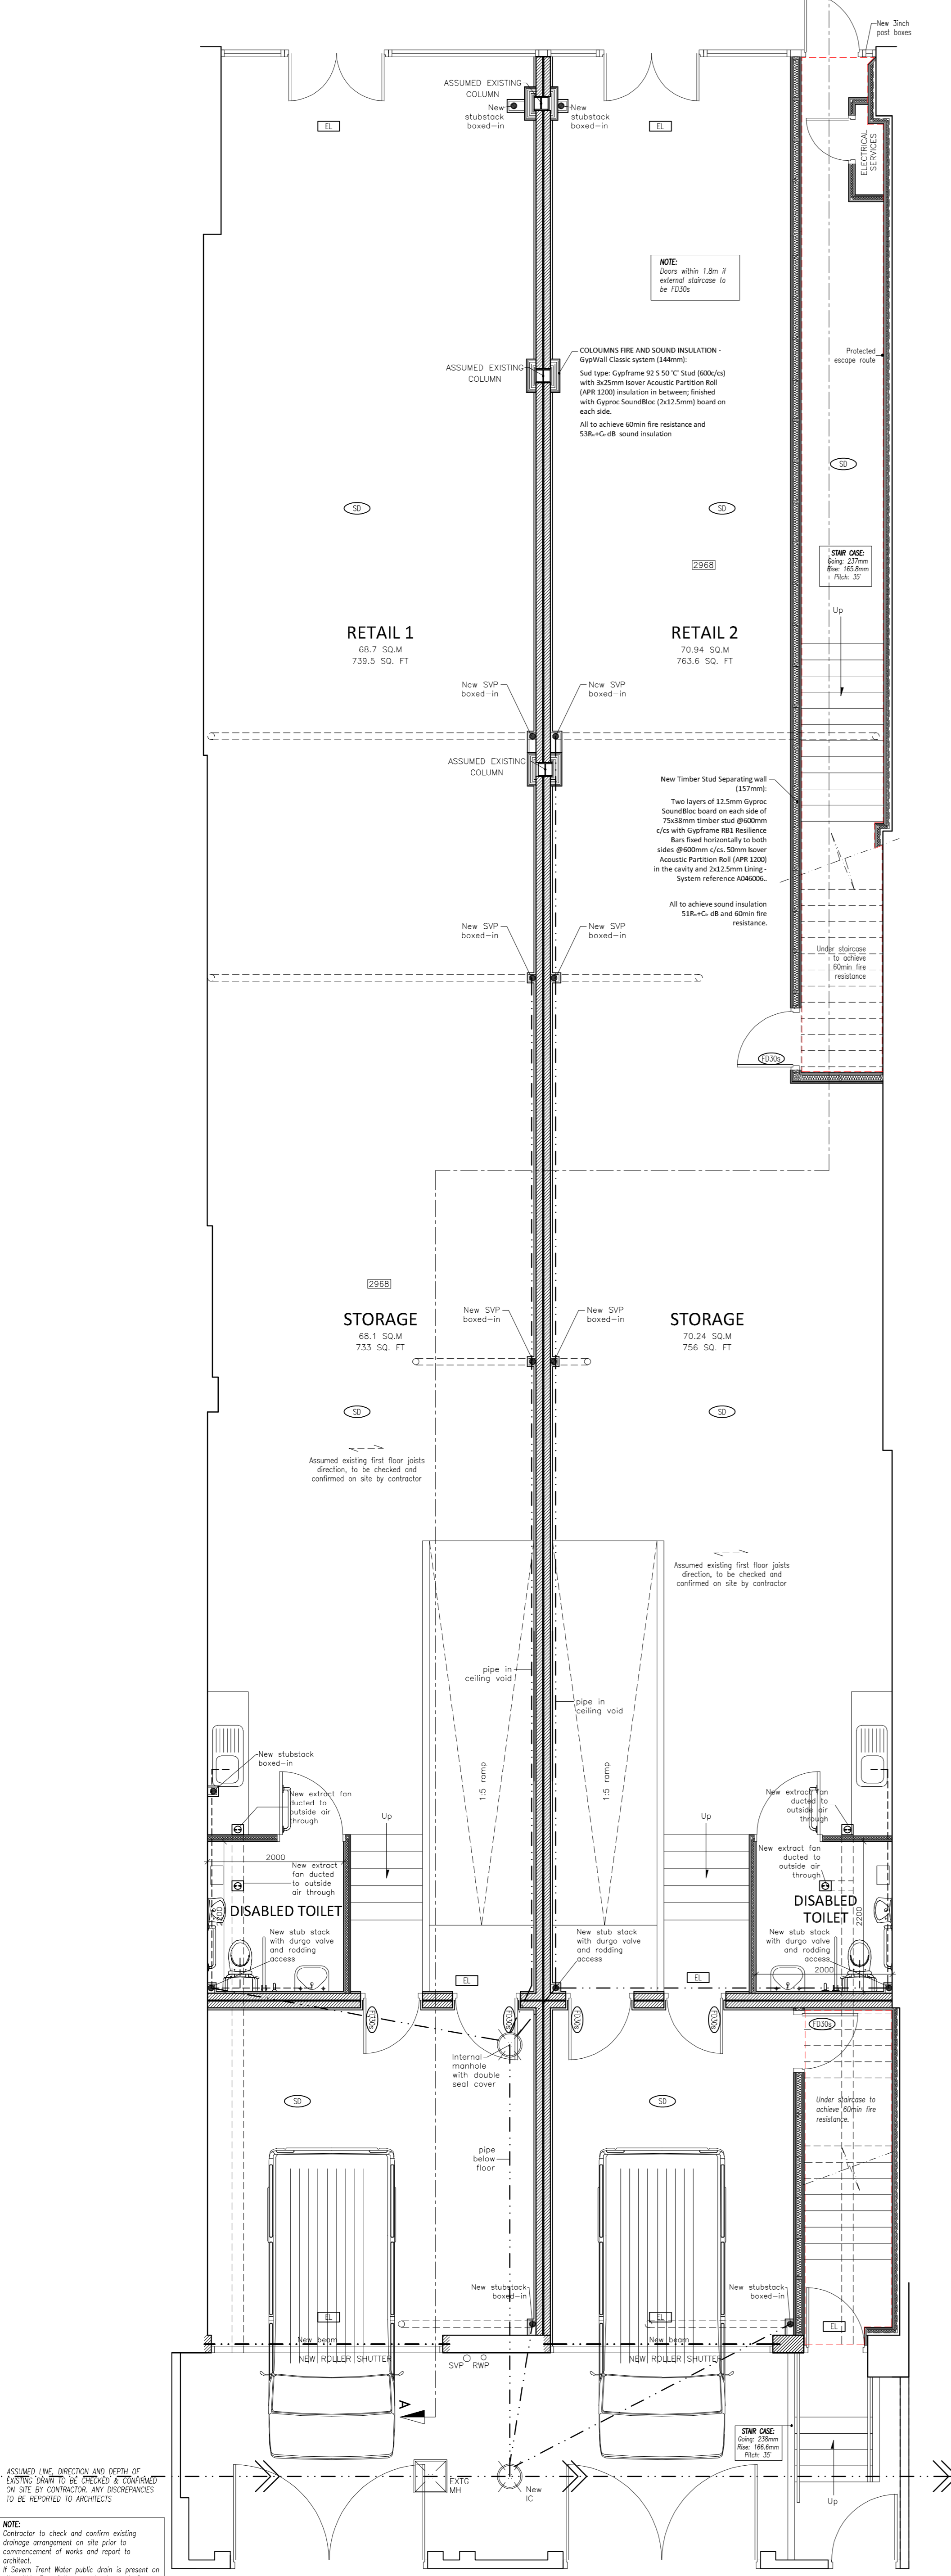 New 3inch
post boxes
ASSUMED EXISTING
COLUMN
New
stubstack
boxed-in
New
stubstack
boxed-in
EL
EL
ELECTRICAL
SERVICES
NOTE:
Doors within 1.8m if
external staircase to
be FD30s
Protected
escape route
ASSUMED EXISTING
COLUMN
COLOUMNS FIRE AND SOUND INSULATION -
GypWall Classic system (144mm):
Sud type: Gypframe 92 S 50 'C' Stud (600c/cs)
with 3x25mm Isover Acoustic Partition Roll
(APR 1200) insulation in between; finished
with Gyproc SoundBloc (2x12.5mm) board on
each side.
All to achieve 60min fire resistance and
53Rw+Ctr dB sound insulation
SD
SD
SD
2968
STAIR CASE:
Going: 237mm
Rise: 165.8mm
Pitch: 35'
Up
RETAIL 1
68.7 SQ.M
739.5 SQ. FT
RETAIL 2
70.94 SQ.M
763.6 SQ. FT
New SVP
boxed-in
New SVP
boxed-in
ASSUMED EXISTING
COLUMN
New Timber Stud Separating wall
(157mm):
Two layers of 12.5mm Gyproc
SoundBloc board on each side of
75x38mm timber stud @600mm
c/cs with Gypframe RB1 Resilience
Bars fixed horizontally to both
sides @600mm c/cs. 50mm Isover
Acoustic Partition Roll (APR 1200)
in the cavity and 2x12.5mm Lining -
System reference A046006..
All to achieve sound insulation
51Rw+Ctr dB and 60min fire
resistance.
New SVP
boxed-in
New SVP
boxed-in
Under staircase
to achieve
60min fire
resistance
FD30s
2968
STORAGE
68.1 SQ.M
733 SQ. FT
New SVP
boxed-in
New SVP
boxed-in
STORAGE
70.24 SQ.M
756 SQ. FT
SD
SD
Assumed existing first floor joists
direction, to be checked and
confirmed on site by contractor
Assumed existing first floor joists
direction, to be checked and
confirmed on site by contractor
pipe in
ceiling void
pipe in
ceiling void
1:5 ramp
1:5 ramp
New stubstack
boxed-in
New extract fan
ducted to
outside air
through
New extract fan
ducted to
outside air
through
Up
Up
2000
New extract
fan ducted
to outside
air through
New extract fan
ducted to
outside air
through
2200
DISABLED TOILET
DISABLED
TOILET
2200
New stub stack
with durgo valve
and rodding
access
New stub stack
with durgo valve
and rodding
access
New stub stack
with durgo valve
and rodding
access
2000
EL
EL
FD30s
FD30s
FD30s
FD30s
FD30s
Internal
manhole
with double
seal cover
SD
SD
Under staircase to
achieve 60min fire
resistance.
pipe
below
floor
New stubstack
boxed-in
New stubstack
boxed-in
EL
EL
EL
New beam
New beam
NEW ROLLER SHUTTER
SVP
RWP
NEW ROLLER SHUTTER
A
STAIR CASE:
Going: 238mm
Rise: 166.6mm
Pitch: 35'
Up
EXTG
MH
New
IC
ASSUMED LINE, DIRECTION AND DEPTH OF
EXISTING DRAIN TO BE CHECKED & CONFIRMED
ON SITE BY CONTRACTOR. ANY DISCREPANCIES
TO BE REPORTED TO ARCHITECTS
NOTE:
Contractor to check and confirm existing
drainage arrangement on site prior to
commencement of works and report to
architect.
If Severn Trent Water public drain is present on